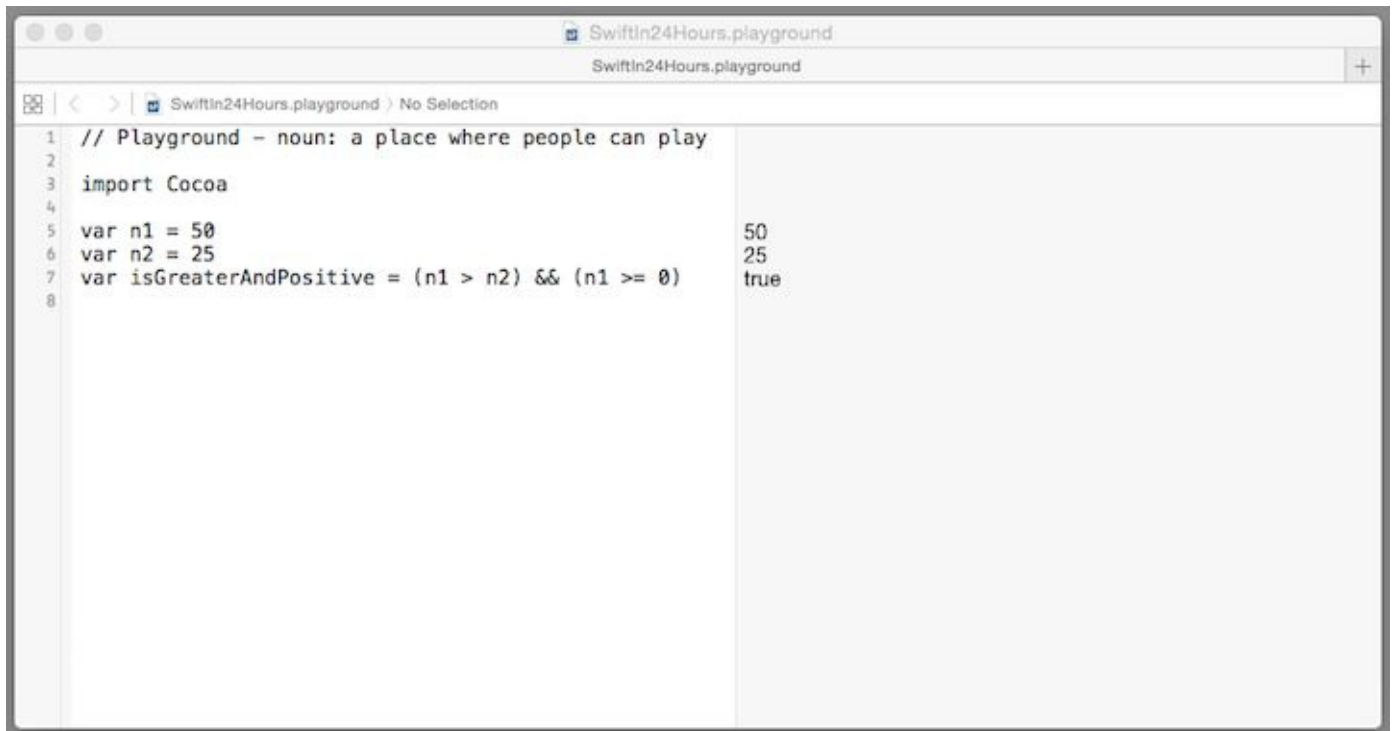 SwiftIn24Hours.playground
SwiftIn24Hours.playground +
SwiftIn24Hours.playground 〉 No Selection
1 // Playground – noun: a place where people can play
2
3 import Cocoa
4
5 var n1 = 50 50
6 var n2 = 25 25
7 var isGreaterAndPositive = (n1 > n2) && (n1 >= 0) true
8